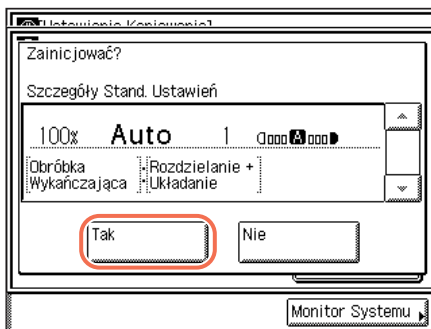 Zainicjować?
Szczegóły Stand. Ustawień
100% Auto 1 A
Obróbka Wykańczająca : Rozdzielanie + Układanie
Tak Nie
Monitor Systemu